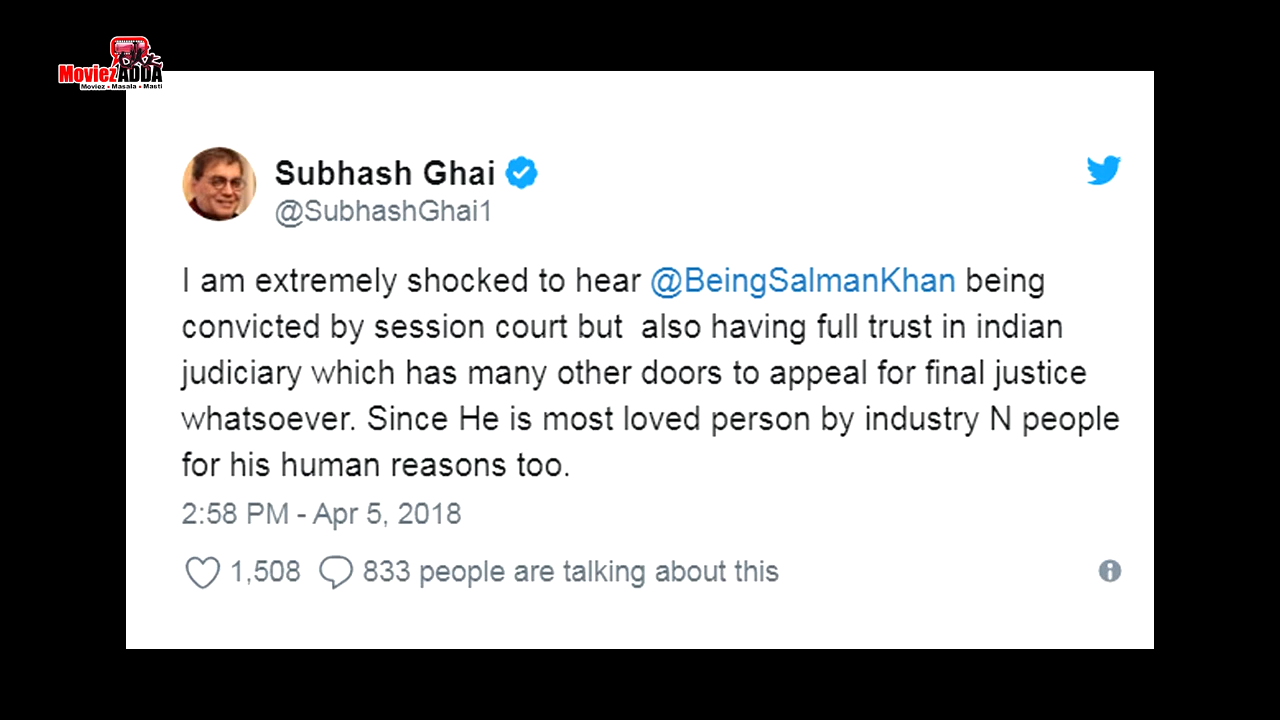 MoviezADDA
Moviez • Masala • Masti
Subhash Ghai
@SubhashGhai1
I am extremely shocked to hear @BeingSalmanKhan being
convicted by session court but  also having full trust in indian
judiciary which has many other doors to appeal for final justice
whatsoever. Since He is most loved person by industry N people
for his human reasons too.
2:58 PM - Apr 5, 2018
1,508 833 people are talking about this